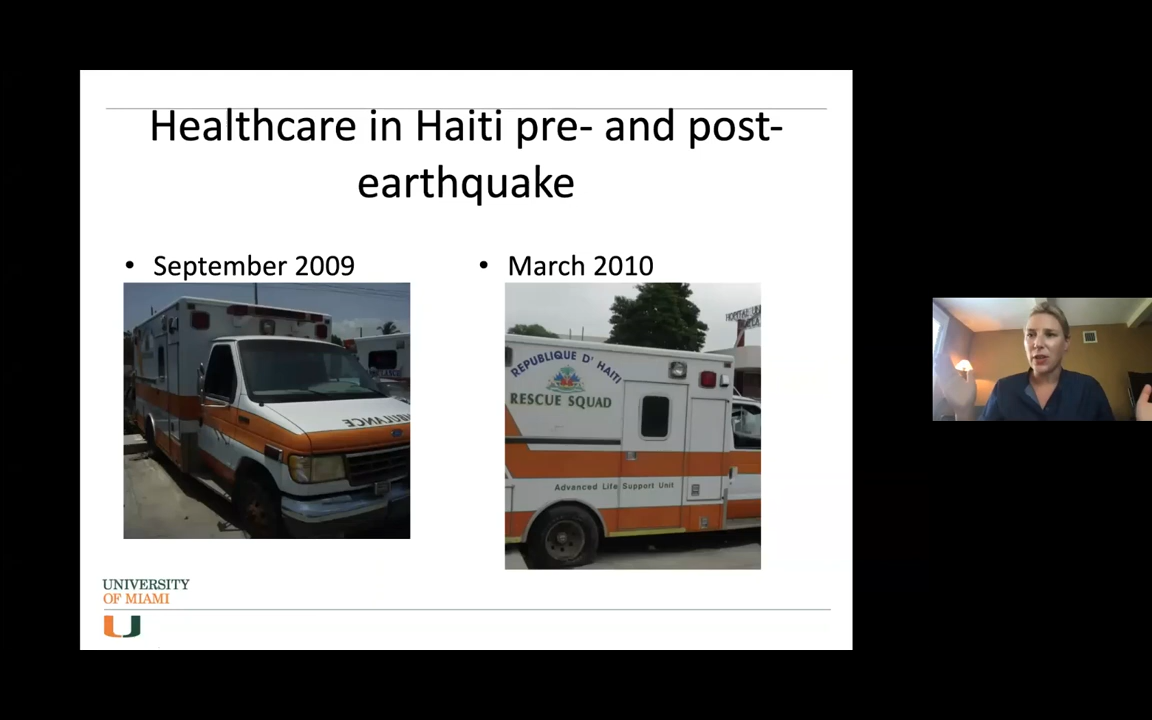 Healthcare in Haiti pre- and post-
earthquake
• September 2009
• March 2010
AMBULANCE
REPUBLIQUE D' HAITI
RESCUE SQUAD
Advanced Life Support Unit
UNIVERSITY
OF MIAMI